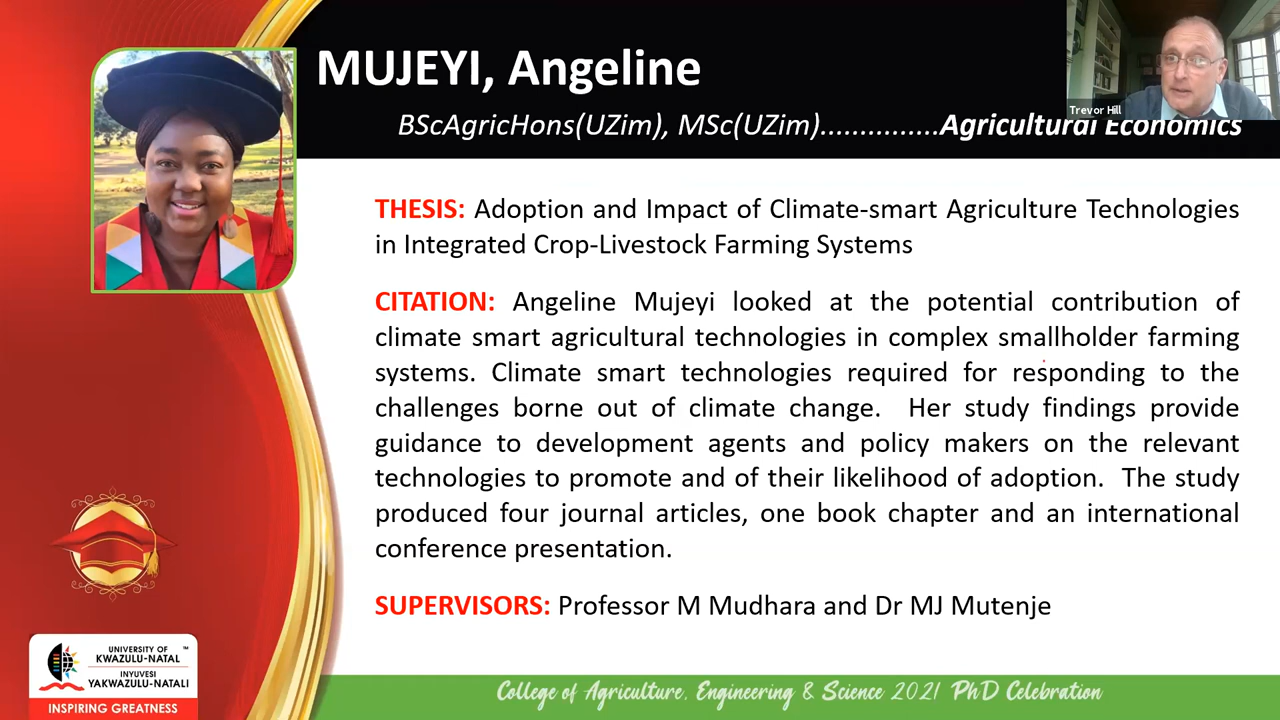 MUJEYI, Angeline
BScAgricHons(UZim), MSc(UZim)...............Agricultural Economics
Trevor Hill
THESIS: Adoption and Impact of Climate-smart Agriculture Technologies
in Integrated Crop-Livestock Farming Systems
CITATION: Angeline Mujeyi looked at the potential contribution of
climate smart agricultural technologies in complex smallholder farming
systems. Climate smart technologies required for responding to the
challenges borne out of climate change. Her study findings provide
guidance to development agents and policy makers on the relevant
technologies to promote and of their likelihood of adoption. The study
produced four journal articles, one book chapter and an international
conference presentation.
SUPERVISORS: Professor M Mudhara and Dr MJ Mutenje
UNIVERSITY OF ™
KWAZULU-NATAL
INYUVESI
YAKWAZULU-NATALI
INSPIRING GREATNESS
College of Agriculture, Engineering & Science 2021 PhD Celebration